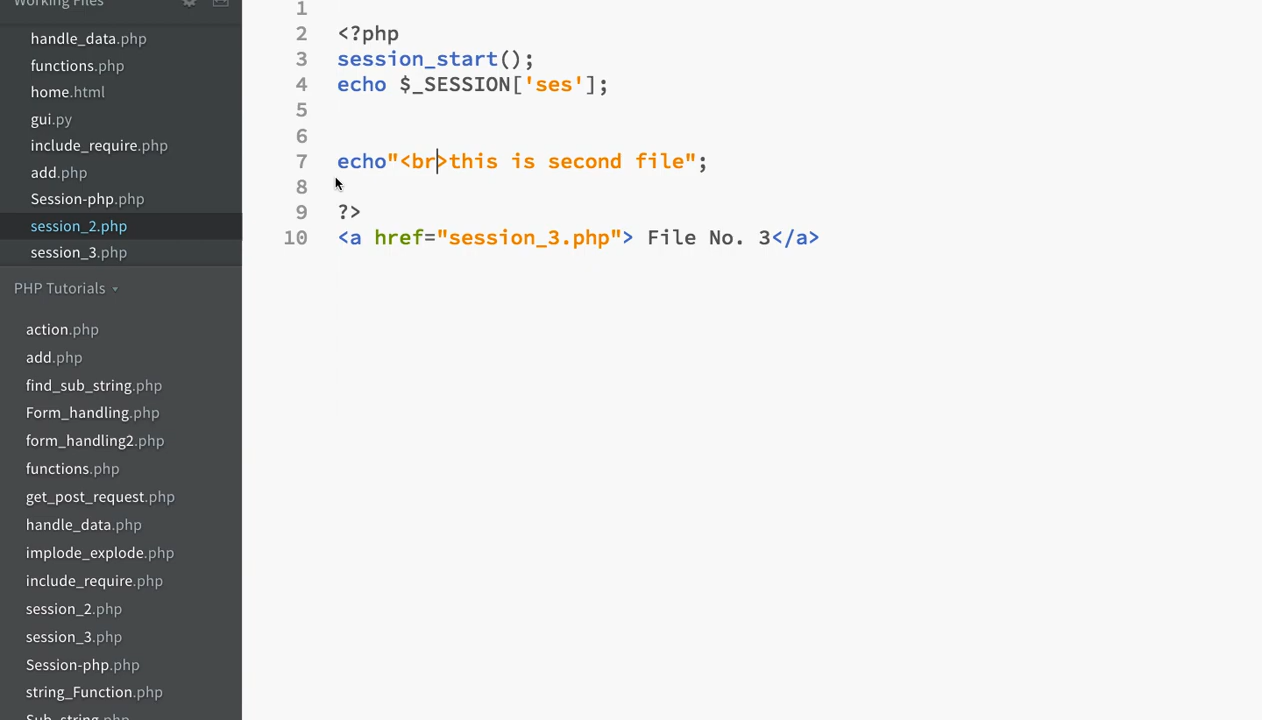 Working Files
handle_data.php
functions.php
home.html
gui.py
include_require.php
add.php
Session-php.php
session_2.php
session_3.php
PHP Tutorials
action.php
add.php
find_sub_string.php
Form_handling.php
form_handling2.php
functions.php
get_post_request.php
handle_data.php
implode_explode.php
include_require.php
session_2.php
session_3.php
Session-php.php
string_Function.php
Sub_string.php
1
2 <?php
3 session_start();
4 echo $_SESSION['ses'];
5
6
7 echo"<br>this is second file";
8
9 ?>
10 <a href="session_3.php"> File No. 3</a>